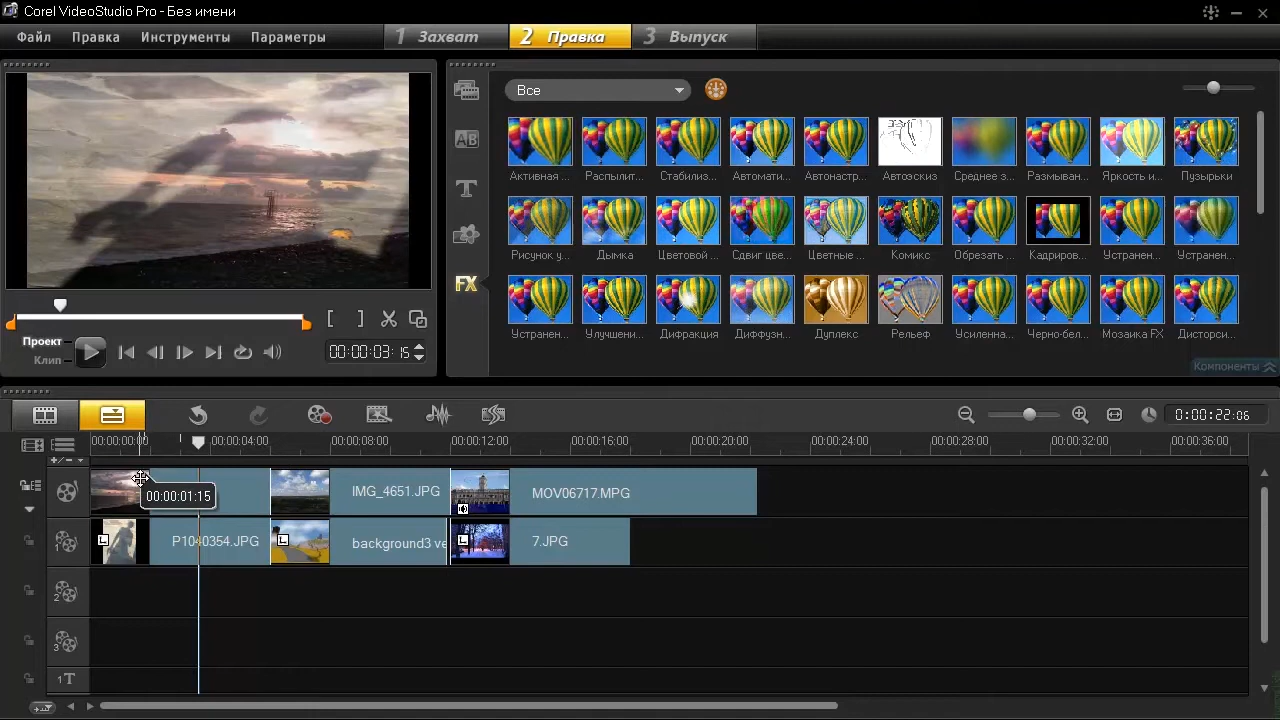 Corel VideoStudio Pro - Без имени
Файл Правка Инструменты Параметры 1 Захват 2 Правка 3 Выпуск
Все
AB
T
FX
Активная ... Распылит... Стабилиз... Автомати... Автонастр... Автоэскиз Среднее з... Размыван... Яркость и... Пузырьки
Рисунок у... Дымка Цветовой ... Сдвиг цве... Цветные ... Комикс Обрезать ... Кадриров... Устранен... Устранен...
Устранен... Улучшени... Дифракция Диффузн... Дуплекс Рельеф Усиленна... Черно-бел... Мозаика FX Дисторси...
Проект
Клип
00:00:03:15
Компоненты
0:00:22:06
00:00:00:00 00:00:04:00 00:00:08:00 00:00:12:00 00:00:16:00 00:00:20:00 00:00:24:00 00:00:28:00 00:00:32:00 00:00:36:00
00:00:01:15
IMG_4651.JPG
MOV06717.MPG
1
L
P1040354.JPG
L
background3 ve
L
7.JPG
2
3
1T